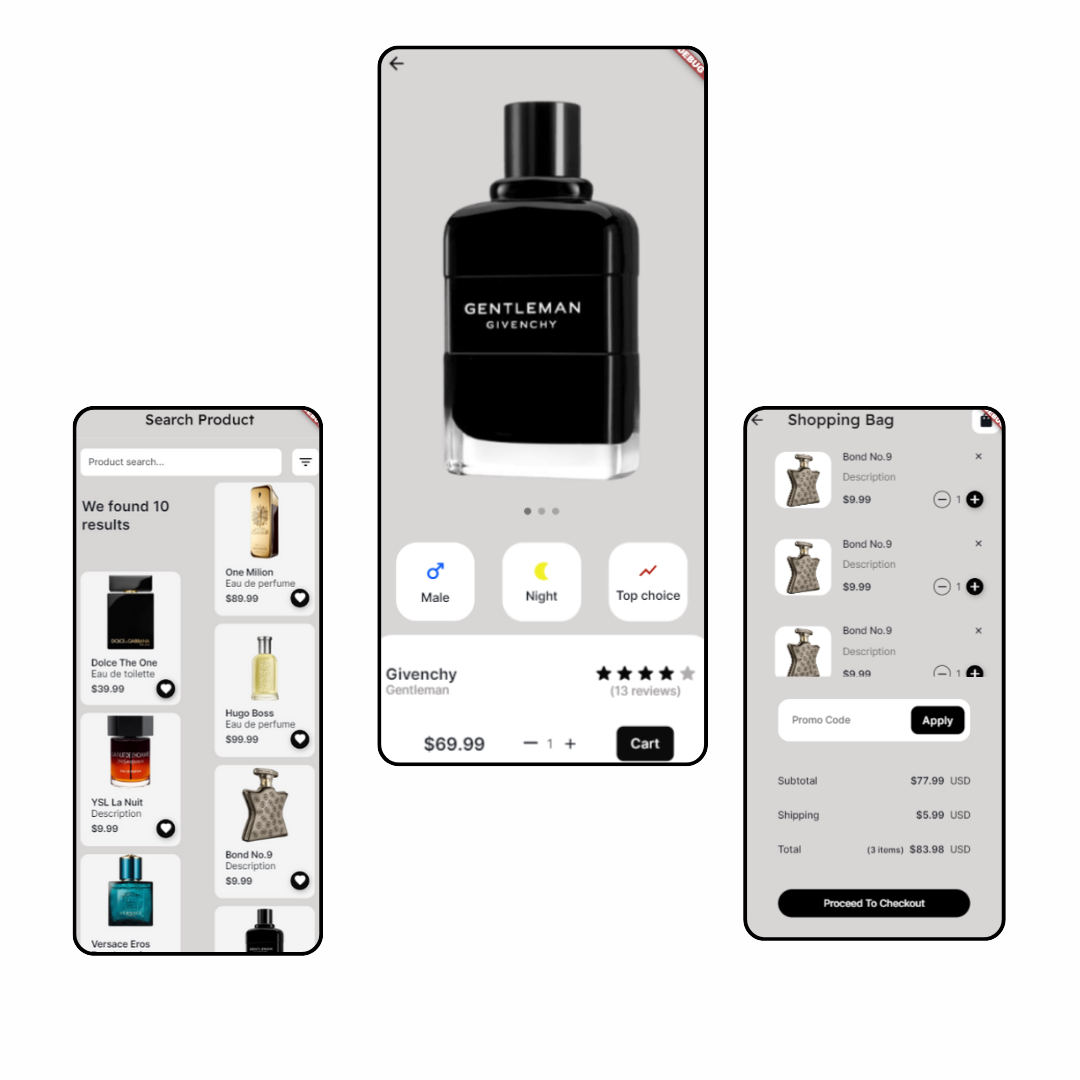 Search Product
Product search...
We found 10
results
One Milion
Eau de perfume
$89.99
DOLCE & GABBANA
Dolce The One
Eau de toilette
$39.99
Hugo Boss
Eau de perfume
$99.99
YSL La Nuit
Description
$9.99
Bond No.9
Description
$9.99
VERSACE
Versace Eros
DEBUG
GENTLEMAN
GIVENCHY
Male
Night
Top choice
Givenchy
Gentleman
(13 reviews)
$69.99
1
Cart
Shopping Bag
Bond No.9
Description
$9.99
1
Bond No.9
Description
$9.99
1
Bond No.9
Description
$9.99
1
Promo Code
Apply
Subtotal $77.99 USD
Shipping $5.99 USD
Total (3 items) $83.98 USD
Proceed To Checkout